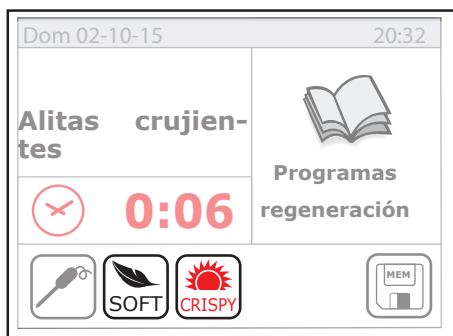 Dom 02-10-15 20:32
Alitas crujien-
tes
Programas
regeneración
0:06
SOFT
CRISPY
MEM